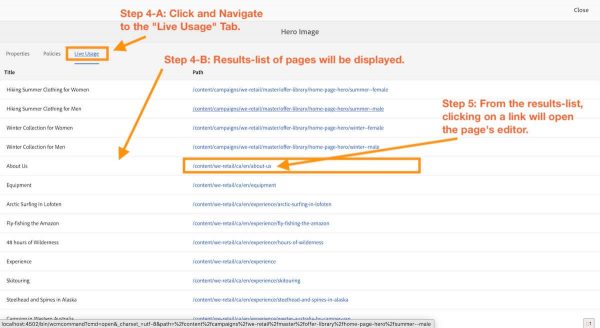 Step 4-A: Click and Navigate
to the "Live Usage" Tab.
Close
Hero Image
Properties
Policies
Live Usage
Step 4-B: Results-list of pages will be displayed.
Title
Path
Hiking Summer Clothing for Women
/content/campaigns/we-retail/master/offer-library/home-page-hero/summer--female
Hiking Summer Clothing for Men
/content/campaigns/we-retail/master/offer-library/home-page-hero/summer--male
Step 5: From the results-list,
clicking on a link will open
the page's editor.
Winter Collection for Women
/content/campaigns/we-retail/master/offer-library/home-page-hero/winter--female
Winter Collection for Men
/content/campaigns/we-retail/master/offer-library/home-page-hero/winter--male
About Us
/content/we-retail/ca/en/about-us
Equipment
/content/we-retail/ca/en/equipment
Arctic Surfing in Lofoten
/content/we-retail/ca/en/experience/arctic-surfing-in-lofoten
Fly-fishing the Amazon
/content/we-retail/ca/en/experience/fly-fishing-the-amazon
48 hours of Wilderness
/content/we-retail/ca/en/experience/hours-of-wilderness
Experience
/content/we-retail/ca/en/experience
Skitouring
/content/we-retail/ca/en/experience/skitouring
Steelhead and Spines in Alaska
/content/we-retail/ca/en/experience/steelhead-and-spines-in-alaska
Camping in Western Australia
localhost:4502/bin/wcmcommand?cmd=open&_charset_=utf-8&path=%2fcontent%2fcampaigns%2fwe-retail%2fmaster%2foffer-library%2fhome-page-hero%2fsummer--male